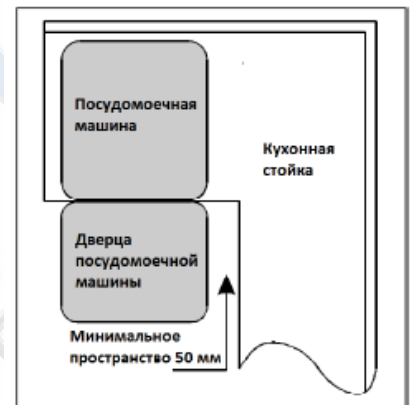 Посудомоечная
машина
Кухонная
стойка
Дверца
посудомоечной
машины
Минимальное
пространство 50 мм